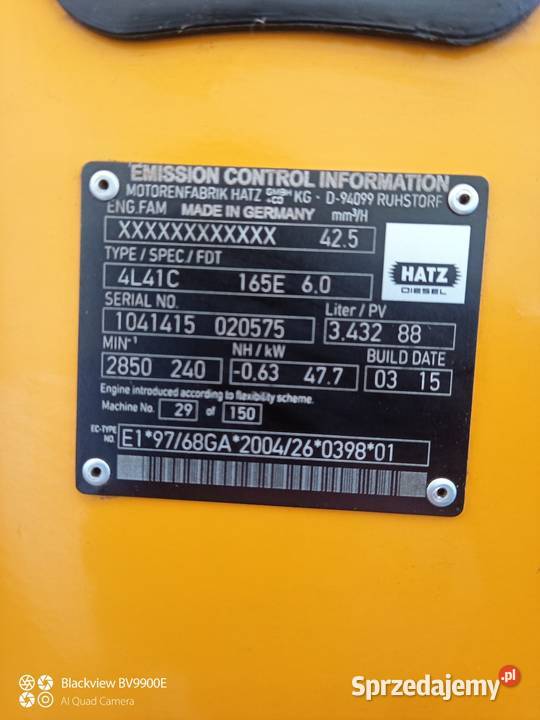 EMISSION CONTROL INFORMATION
MOTORENFABRIK HATZ GMBH +CO KG - D-94099 RUHSTORF
ENG.FAM MADE IN GERMANY mm³/H
XXXXXXXXXXXX 42.5
TYPE / SPEC / FDT
4L41C 165E 6.0
HATZ
DIESEL
SERIAL NO. Liter / PV
1041415 020575 3.432 88
MIN⁻¹ NH / kW BUILD DATE
2850 240 -0.63 47.7 03 15
Engine introduced according to flexibility scheme.
Machine No. 29 of 150
EC-TYPE NO. E1*97/68GA*2004/26*0398*01
Blackview BV9900E
AI Quad Camera
Sprzedajemy.pl